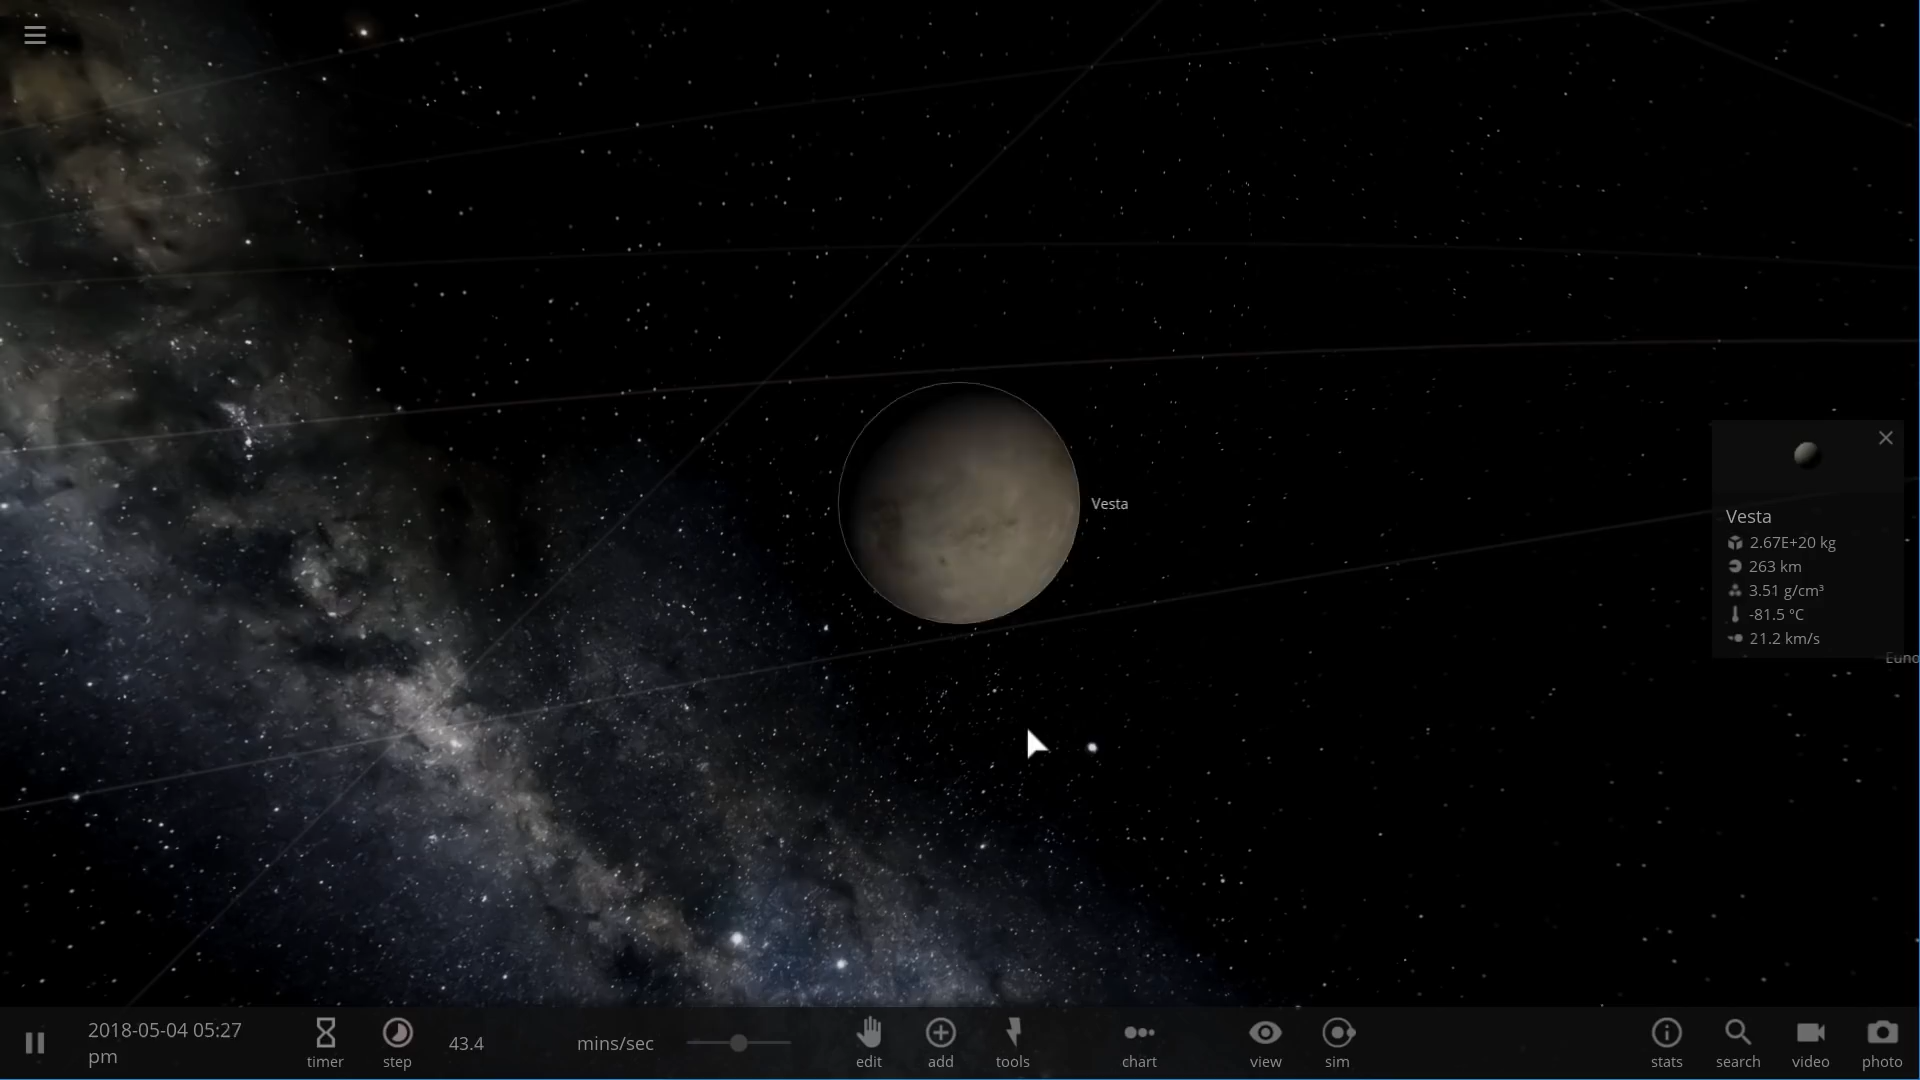 Vesta
Vesta
2.67E+20 kg
263 km
3.51 g/cm³
-81.5 °C
21.2 km/s
Euno
2018-05-04 05:27
pm
timer
step
43.4
mins/sec
edit
add
tools
chart
view
sim
stats
search
video
photo